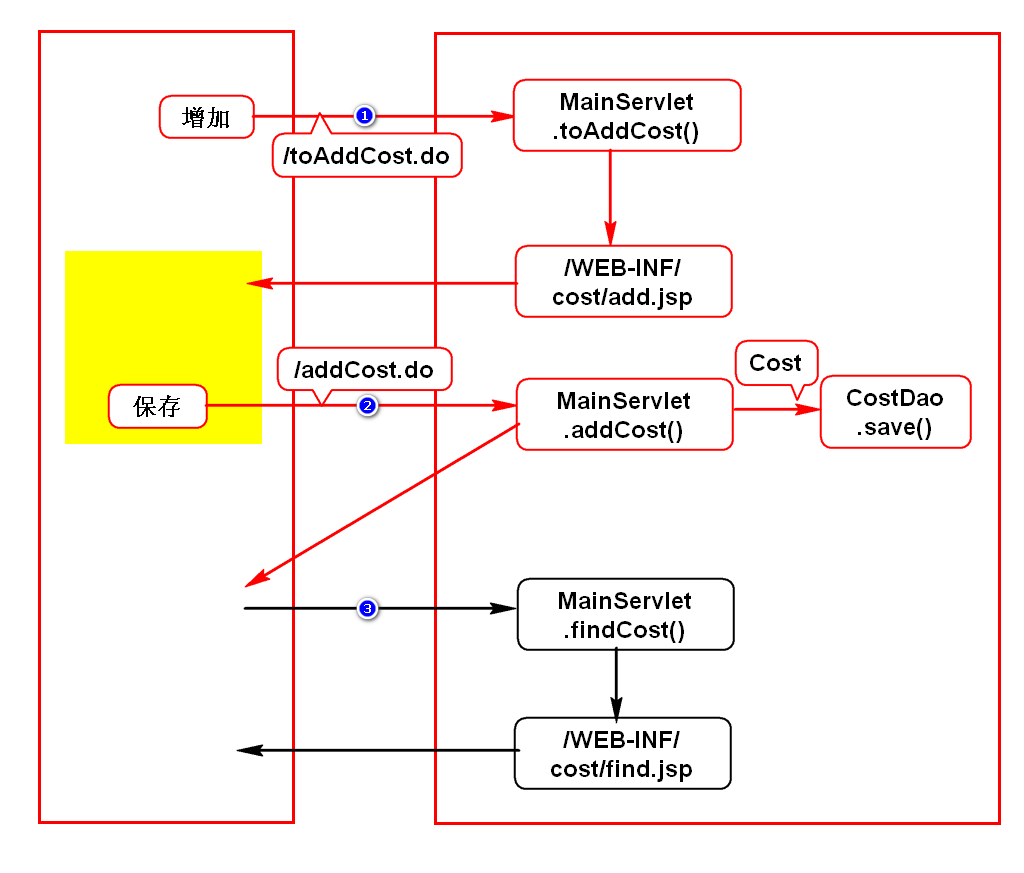 增加
1
MainServlet
.toAddCost()
/toAddCost.do
/WEB-INF/
cost/add.jsp
/addCost.do
Cost
保存
2
MainServlet
.addCost()
CostDao
.save()
3
MainServlet
.findCost()
/WEB-INF/
cost/find.jsp